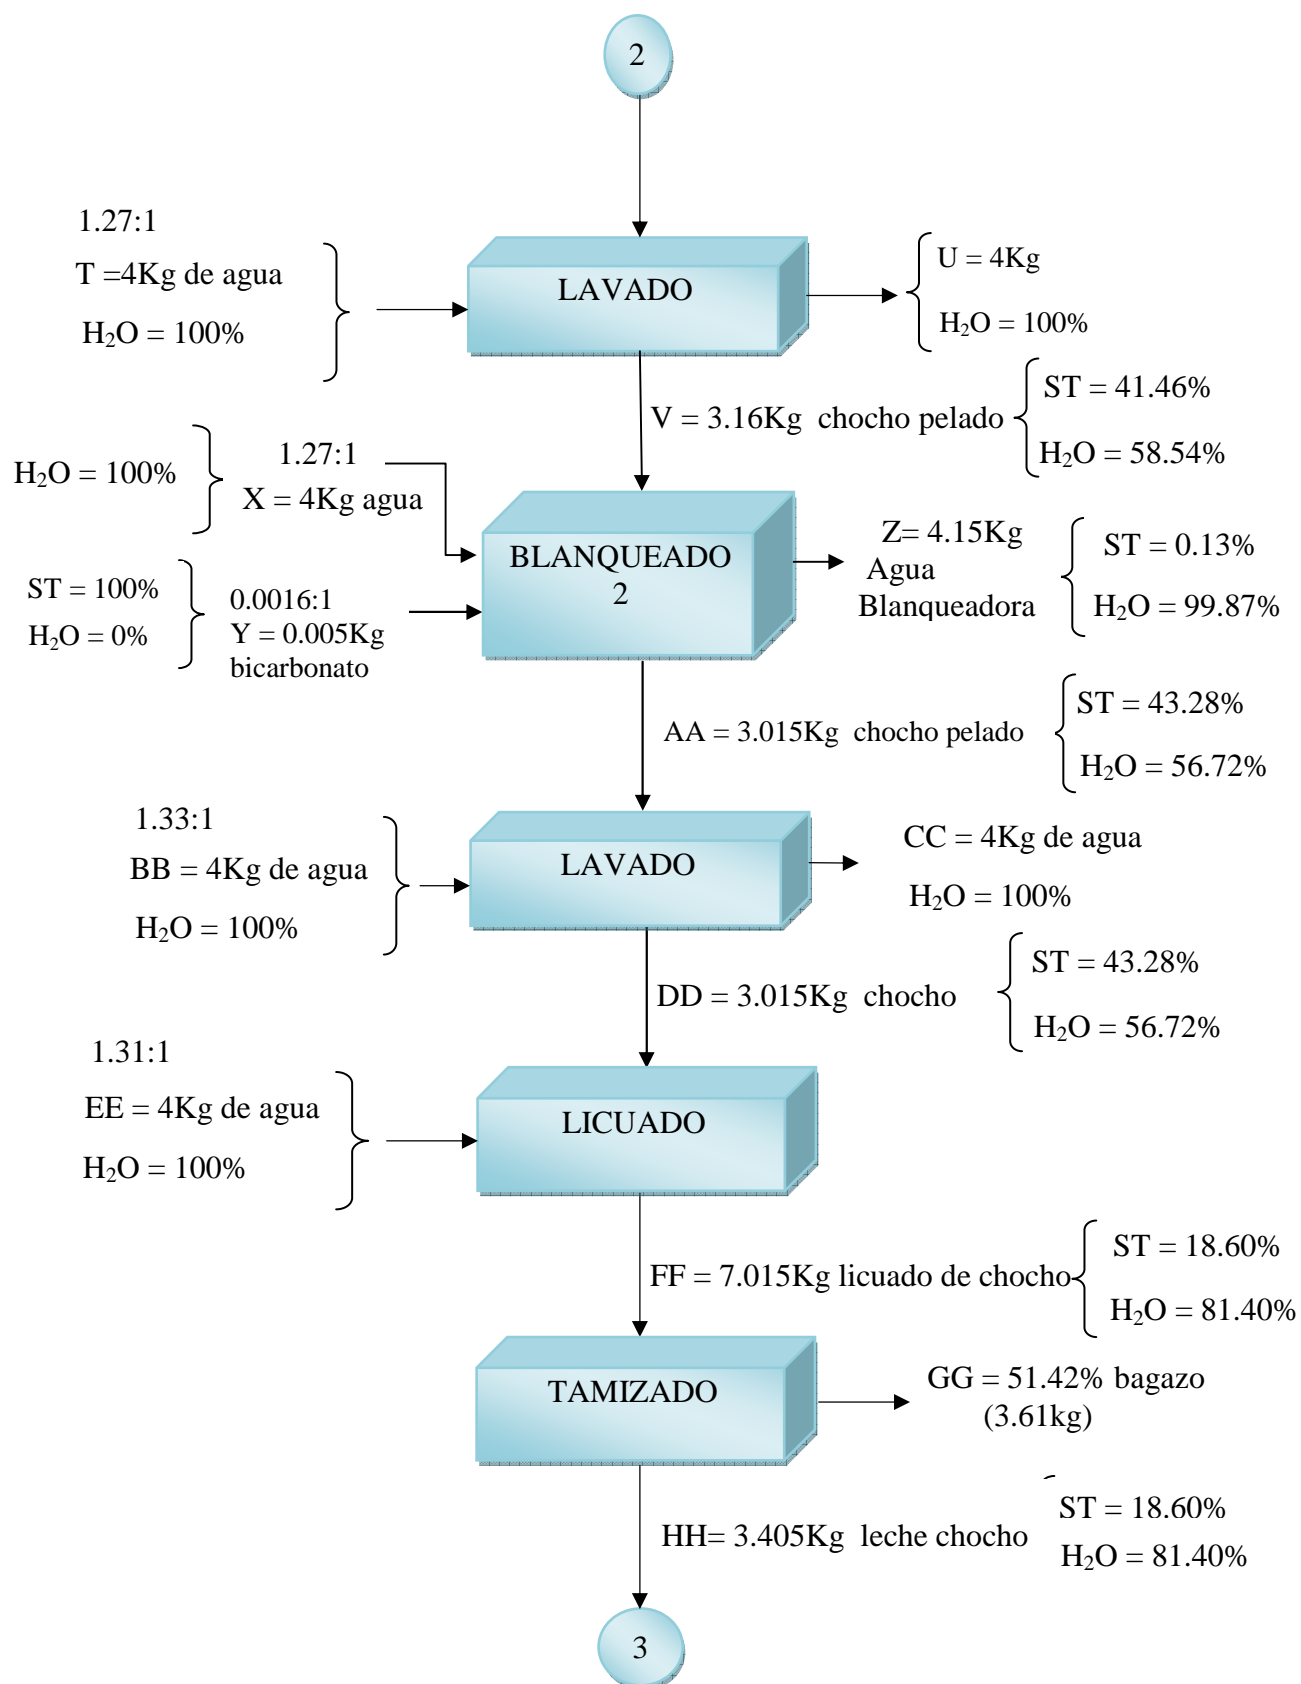 2
1.27:1
T =4Kg de agua
H₂O = 100%
LAVADO
U = 4Kg
H₂O = 100%
V = 3.16Kg chocho pelado
ST = 41.46%
H₂O = 58.54%
H₂O = 100%
1.27:1
X = 4Kg agua
ST = 100%
H₂O = 0%
0.0016:1
Y = 0.005Kg
bicarbonato
BLANQUEADO
2
Z= 4.15Kg
Agua
Blanqueadora
ST = 0.13%
H₂O = 99.87%
AA = 3.015Kg chocho pelado
ST = 43.28%
H₂O = 56.72%
1.33:1
BB = 4Kg de agua
H₂O = 100%
LAVADO
CC = 4Kg de agua
H₂O = 100%
DD = 3.015Kg chocho
ST = 43.28%
H₂O = 56.72%
1.31:1
EE = 4Kg de agua
H₂O = 100%
LICUADO
FF = 7.015Kg licuado de chocho
ST = 18.60%
H₂O = 81.40%
TAMIZADO
GG = 51.42% bagazo
(3.61kg)
HH= 3.405Kg leche chocho
ST = 18.60%
H₂O = 81.40%
3